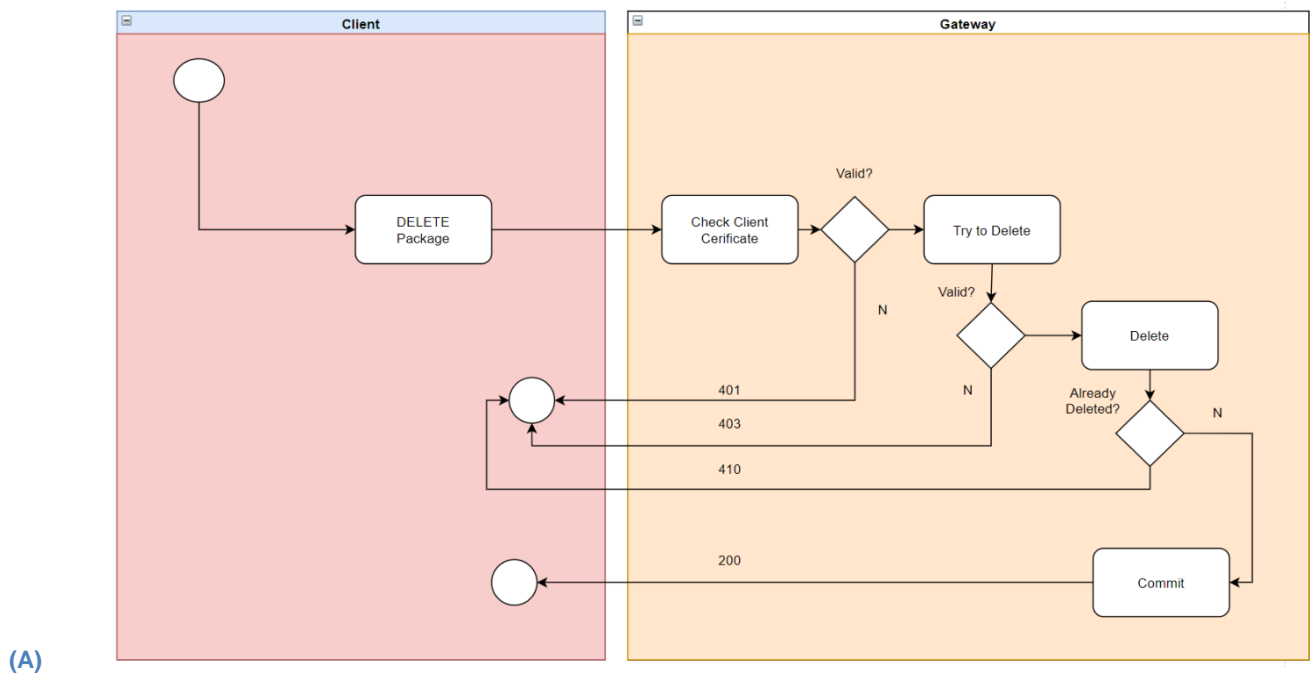 Client
Gateway
Valid?
DELETE
Package
Check Client
Cerificate
Try to Delete
Valid?
N
Delete
401
N
Already
Deleted?
N
403
410
200
Commit
(A)